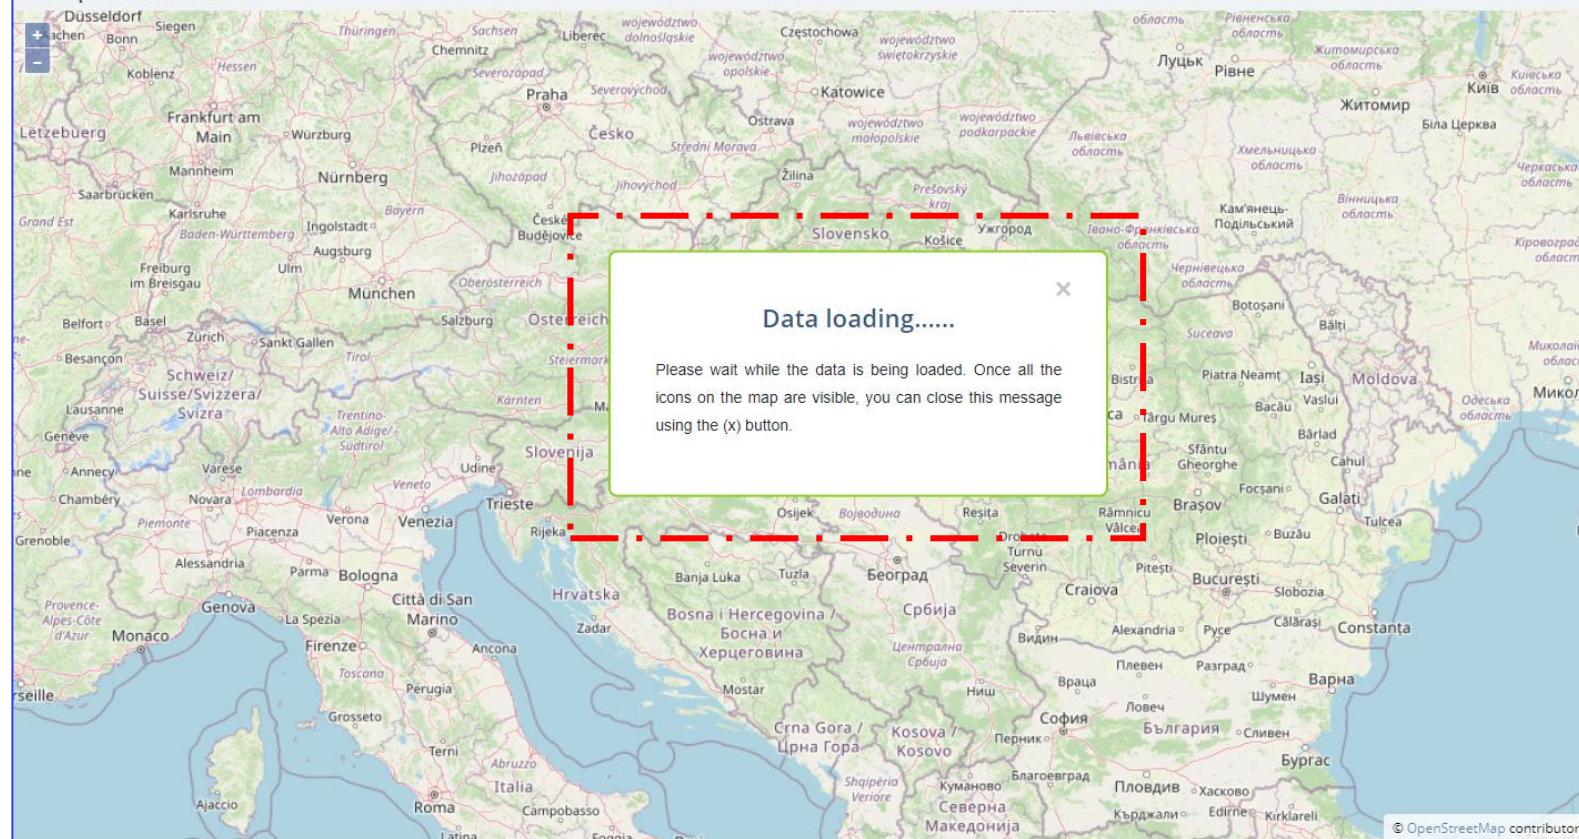 Düsseldorf
Siegen
Thüringen
Sachsen
Liberec
województwo
dolnośląskie
Częstochowa
województwo
świętokrzyskie
область
Рівненська
область
Житомирська
область
Київ
Київська
область
+
−
Aachen
Bonn
Koblenz
Hessen
Chemnitz
Severozápad
Praha
Severovýchod
województwo
opolskie
Katowice
Луцьк
Рівне
Житомир
Біла Церква
Frankfurt am
Main
Würzburg
Plzeň
Česko
Střední Morava
Ostrava
województwo
małopolskie
województwo
podkarpackie
Львівська
область
Хмельницька
область
Черкаська
область
Lëtzebuerg
Mannheim
Saarbrücken
Nürnberg
Jihozápad
Jihovýchod
Žilina
Prešovský
kraj
Вінницька
область
Grand Est
Karlsruhe
Baden-Württemberg
Bayern
Ingolstadt
Augsburg
České
Budějovice
Slovensko
Košice
Ужгород
Івано-Франківська
область
Кам'янець-
Подільський
Кіровоград
област
Freiburg
im Breisgau
Ulm
München
Oberösterreich
Чернівецька
область
Botoșani
Bălți
Belfort
Basel
Zürich
Sankt Gallen
Salzburg
Österreich
×
Data loading......
Suceava
Besançon
Schweiz/
Suisse/Svizzera/
Svizra
Tirol
Steiermark
Please wait while the data is being loaded. Once all the
icons on the map are visible, you can close this message
using the (x) button.
Piatra Neamț
Iași
Vaslui
Moldova
Одеська
область
Lausanne
Genève
Trentino-
Alto Adige/
Südtirol
Kärnten
Târgu Mureș
Bacău
Bârlad
Annecy
Chambéry
Varese
Lombardia
Novara
Veneto
Udine
Slovenija
Sfântu
Gheorghe
Cahul
Focșani
Galați
Piemonte
Piacenza
Verona
Venezia
Trieste
Rijeka
Osijek
Војводина
Reșița
Râmnicu
Vâlcea
Brașov
Tulcea
Grenoble
Alessandria
Parma
Bologna
Drobeta-
Turnu
Severin
Ploiești
Buzău
Pitești
Provence-
Alpes-Côte
d'Azur
Monaco
Genova
La Spezia
Città di San
Marino
Hrvatska
Banja Luka
Tuzla
Београд
Craiova
București
Slobozia
Firenze
Ancona
Zadar
Bosna i Hercegovina /
Босна и
Херцеговина
Србија
Централна
Србија
Видин
Alexandria
Русе
Călărași
Constanța
Toscana
Perugia
Mostar
Ниш
Враца
Плевен
Разград
Варна
Шумен
Grosseto
Terni
Crna Gora /
Црна Гора
Kosova /
Kosovo
Перник
София
Ловеч
България
Сливен
Бургас
Ajaccio
Abruzzo
Italia
Roma
Campobasso
Latina
Foggia
Shqipëria
Veriore
Куманово
Северна
Македонија
Благоевград
Пловдив
Хасково
Кърджали
Edirne
Kırklareli
© OpenStreetMap contributor